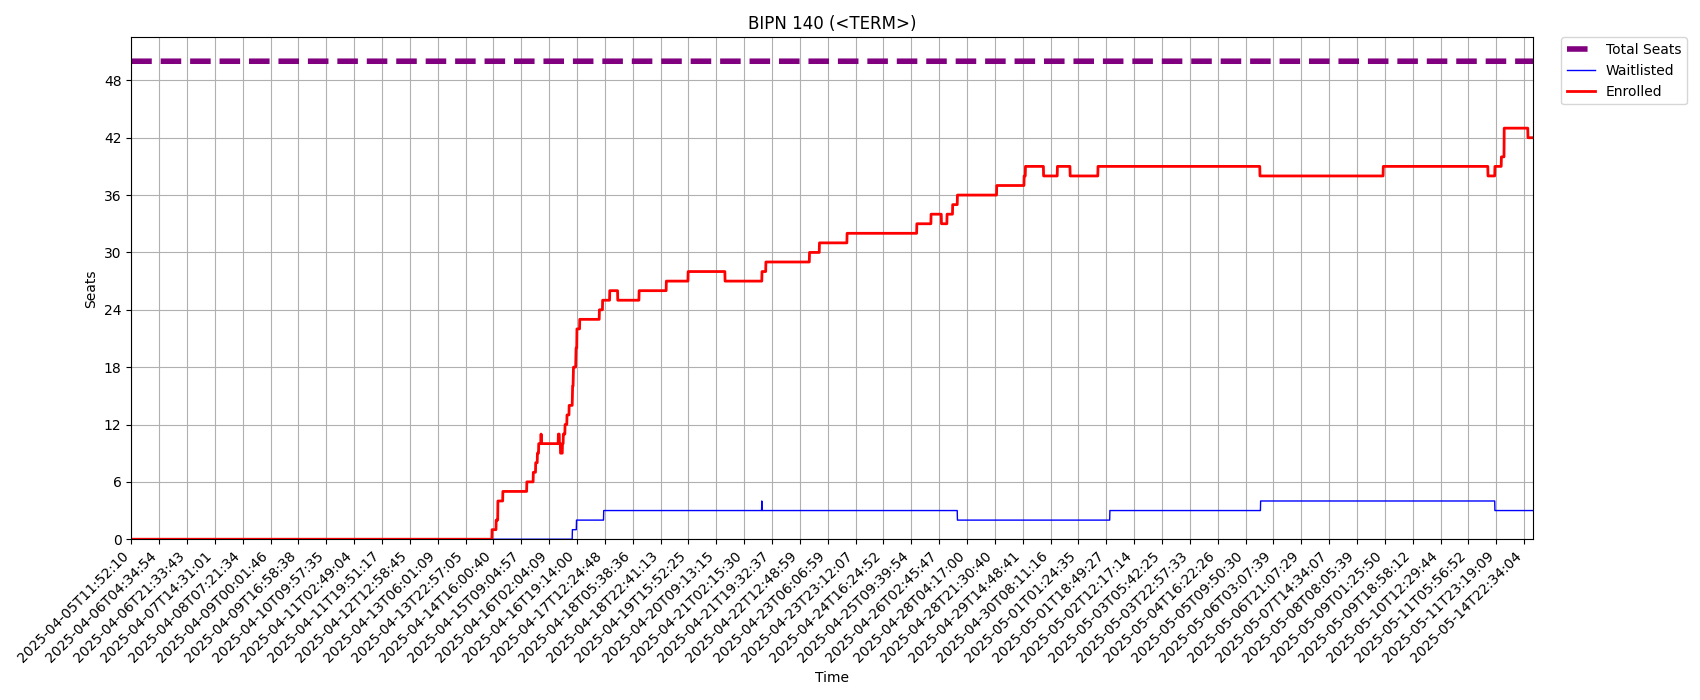 BIPN 140 (<TERM>)
Total Seats
Waitlisted
Enrolled
Seats
48
42
36
30
24
18
12
6
0
2025-04-05T11:52:10
2025-04-06T04:34:54
2025-04-06T21:33:43
2025-04-07T14:31:01
2025-04-08T07:21:34
2025-04-09T00:01:46
2025-04-09T16:58:38
2025-04-10T09:57:35
2025-04-11T02:49:04
2025-04-11T19:51:17
2025-04-12T12:58:45
2025-04-13T06:01:09
2025-04-13T22:57:05
2025-04-14T16:00:40
2025-04-15T09:04:57
2025-04-16T02:04:09
2025-04-16T19:14:00
2025-04-17T12:24:48
2025-04-18T05:38:36
2025-04-18T22:41:13
2025-04-19T15:52:25
2025-04-20T09:13:15
2025-04-21T02:15:30
2025-04-21T19:32:37
2025-04-22T12:48:59
2025-04-23T06:06:59
2025-04-23T23:12:07
2025-04-24T16:24:52
2025-04-25T09:39:54
2025-04-26T02:45:47
2025-04-28T04:17:00
2025-04-28T21:30:40
2025-04-29T14:48:41
2025-04-30T08:11:16
2025-05-01T01:24:35
2025-05-01T18:49:27
2025-05-02T12:17:14
2025-05-03T05:42:25
2025-05-03T22:57:33
2025-05-04T16:22:26
2025-05-05T09:50:30
2025-05-06T03:07:39
2025-05-06T21:07:29
2025-05-07T14:34:07
2025-05-08T08:05:39
2025-05-09T01:25:50
2025-05-09T18:58:12
2025-05-10T12:29:44
2025-05-11T05:56:52
2025-05-11T23:19:09
2025-05-14T22:34:04
Time